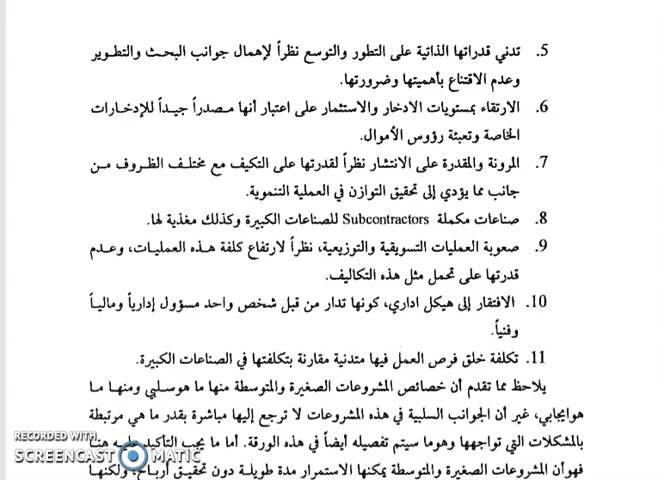 5. تدني قدراتها الذاتية على التطور والتوسع نظراً لإهمال جوانب البحث والتطوير
وعدم الاقتناع بأهميتها وضرورتها.
6. الارتقاء بمستويات الادخار والاستثمار على اعتبار أنها مصدراً جيداً للإدخارات
الخاصة وتعبئة رؤوس الأموال.
7. المرونة والمقدرة على الانتشار نظراً لقدرتها على التكيف مع مختلف الظروف من
جانب مما يؤدي إلى تحقيق التوازن في العملية التنموية.
8. صناعات مكملة Subcontractors للصناعات الكبيرة وكذلك مغذية لها.
9. صعوبة العمليات التسويقية والتوزيعية، نظراً لارتفاع كلفة هذه العمليات، وعدم
قدرتها على تحمل مثل هذه التكاليف.
10. الافتقار إلى هيكل اداري، كونها تدار من قبل شخص واحد مسؤول إدارياً ومالياً
وفنياً.
11. تكلفة خلق فرص العمل فيها متدنية مقارنة بتكلفتها في الصناعات الكبيرة.
يلاحظ مما تقدم أن خصائص المشروعات الصغيرة والمتوسطة منها ما هوسلبي ومنها ما
هوايجابي، غير أن الجوانب السلبية في هذه المشروعات لا ترجع إليها مباشرة بقدر ما هي مرتبطة
بالمشكلات التي تواجهها وهوما سيتم تفصيله أيضاً في هذه الورقة. أما ما يجب التأكيد عليه هنا
فهوأن المشروعات الصغيرة والمتوسطة يمكنها الاستمرار مدة طويلة دون تحقيق أرباح، ولكنها
RECORDED WITH
SCREENCAST MATIC